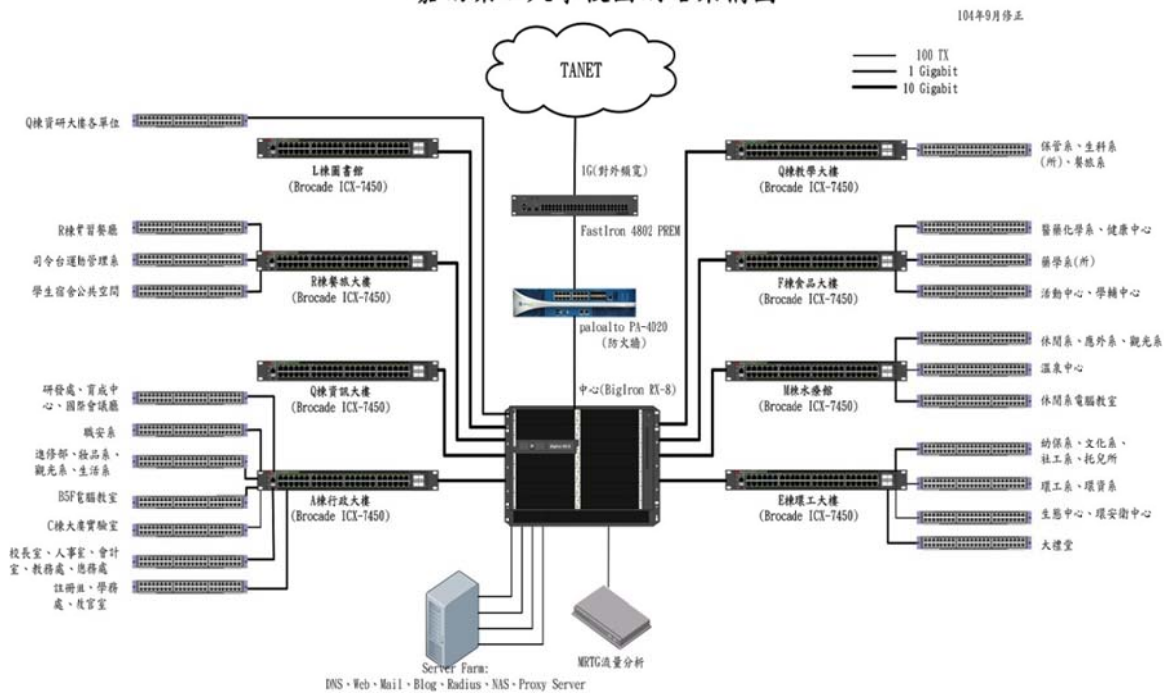 104年9月修正
100 TX
1 Gigabit
10 Gigabit
TANET
1G(對外頻寬)
FastIron 4802 PREM
paloalto PA-4020
(防火牆)
中心(BigIron RX-8)
Q棟資研大樓各單位
L棟圖書館
(Brocade ICX-7450)
R棟實習餐廳
司令台運動管理系
學生宿舍公共空間
R棟餐旅大樓
(Brocade ICX-7450)
Q棟資訊大樓
(Brocade ICX-7450)
研發處、育成中
心、國際會議廳
職安系
進修部、妝品系、
觀光系、生活系
B5F電腦教室
C棟大樓實驗室
校長室、人事室、會計
室、教務處、總務處
註冊組、學務
處、教官室
A棟行政大樓
(Brocade ICX-7450)
Q棟教學大樓
(Brocade ICX-7450)
保管系、生科系
(所)、餐旅系
F棟食品大樓
(Brocade ICX-7450)
醫藥化學系、健康中心
藥學系(所)
活動中心、學輔中心
M棟水療館
(Brocade ICX-7450)
休閒系、應外系、觀光系
溫泉中心
休閒系電腦教室
E棟環工大樓
(Brocade ICX-7450)
幼保系、文化系、
社工系、托兒所
環工系、環資系
生態中心、環安衛中心
大禮堂
Server Farm:
DNS、Web、Mail、Blog、Radius、NAS、Proxy Server
MRTG流量分析